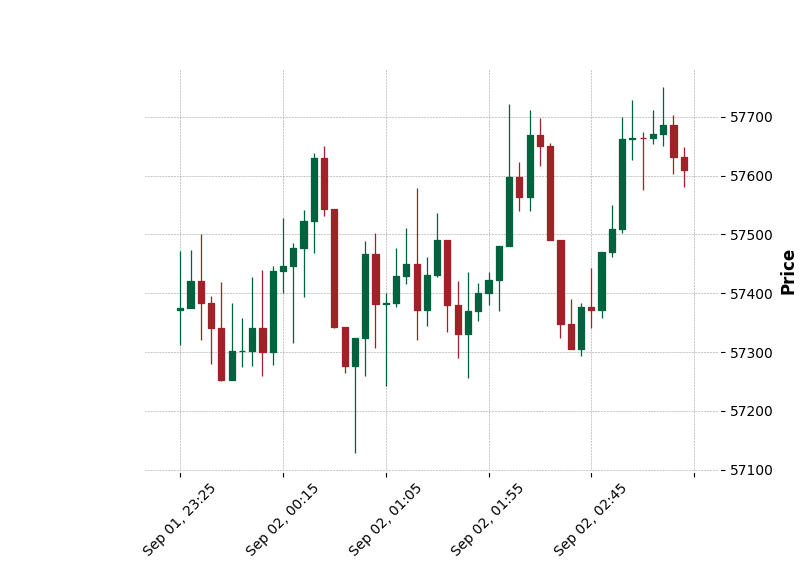 57700
57600
57500
57400
57300
57200
57100
Price
Sep 01, 23:25
Sep 02, 00:15
Sep 02, 01:05
Sep 02, 01:55
Sep 02, 02:45